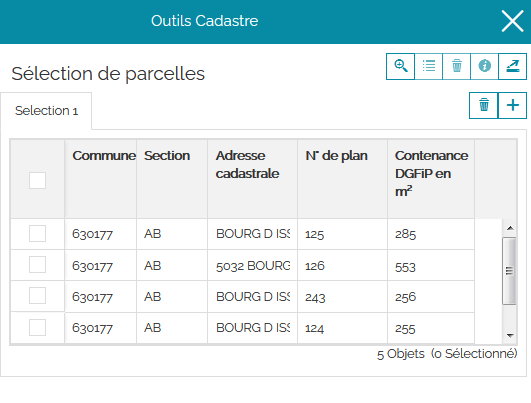 Outils Cadastre
Sélection de parcelles
Selection 1
Commune Section Adresse cadastrale N° de plan Contenance DGFiP en m²
630177 AB BOURG D ISS 125 285
630177 AB 5032 BOURG 126 553
630177 AB BOURG D ISS 243 256
630177 AB BOURG D ISS 124 255
5 Objets (0 Sélectionné)